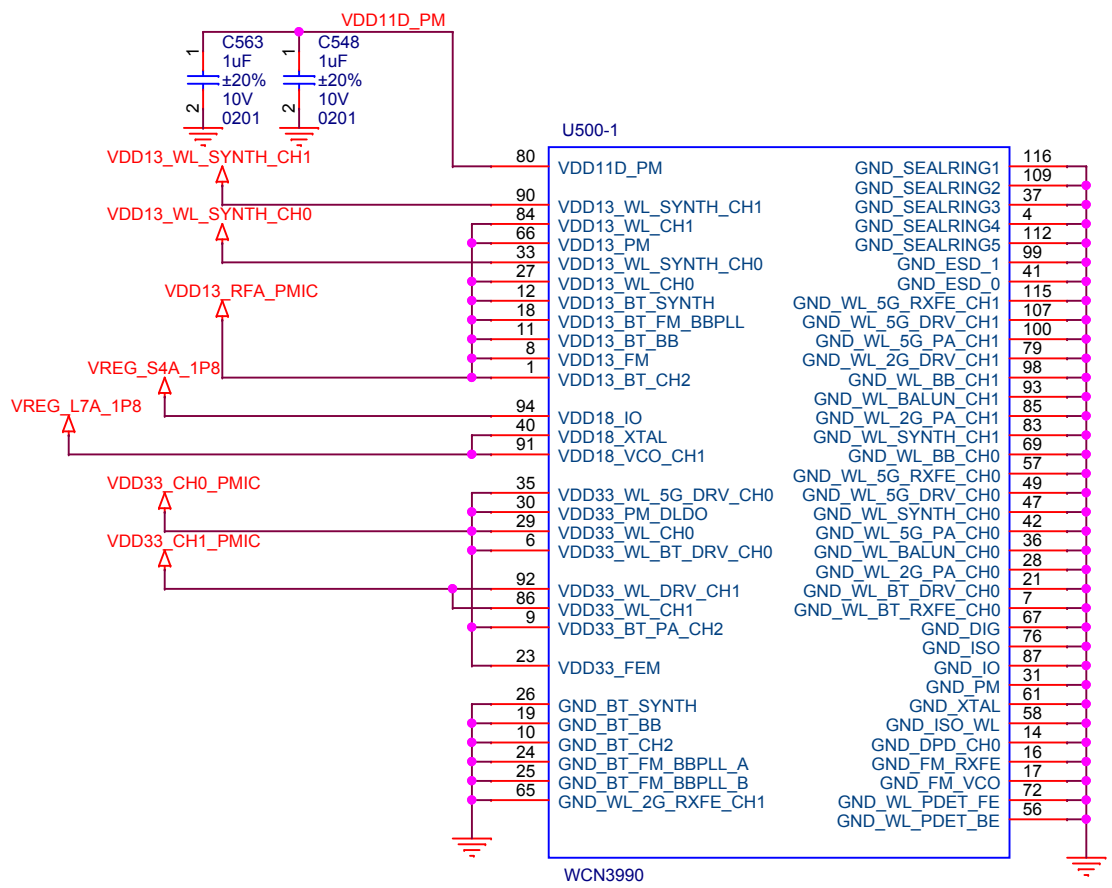 VDD11D_PM
C563
1uF
±20%
10V
0201
1
2
C548
1uF
±20%
10V
0201
1
2
VDD13_WL_SYNTH_CH1
VDD13_WL_SYNTH_CH0
VDD13_RFA_PMIC
VREG_S4A_1P8
VREG_L7A_1P8
VDD33_CH0_PMIC
VDD33_CH1_PMIC
U500-1
80 VDD11D_PM
90 VDD13_WL_SYNTH_CH1
84 VDD13_WL_CH1
66 VDD13_PM
33 VDD13_WL_SYNTH_CH0
27 VDD13_WL_CH0
12 VDD13_BT_SYNTH
18 VDD13_BT_FM_BBPLL
11 VDD13_BT_BB
8 VDD13_FM
1 VDD13_BT_CH2
94 VDD18_IO
40 VDD18_XTAL
91 VDD18_VCO_CH1
35 VDD33_WL_5G_DRV_CH0
30 VDD33_PM_DLDO
29 VDD33_WL_CH0
6 VDD33_WL_BT_DRV_CH0
92 VDD33_WL_DRV_CH1
86 VDD33_WL_CH1
9 VDD33_BT_PA_CH2
23 VDD33_FEM
26 GND_BT_SYNTH
19 GND_BT_BB
10 GND_BT_CH2
24 GND_BT_FM_BBPLL_A
25 GND_BT_FM_BBPLL_B
65 GND_WL_2G_RXFE_CH1
GND_SEALRING1 116
GND_SEALRING2 109
GND_SEALRING3 37
GND_SEALRING4 4
GND_SEALRING5 112
GND_ESD_1 99
GND_ESD_0 41
GND_WL_5G_RXFE_CH1 115
GND_WL_5G_DRV_CH1 107
GND_WL_5G_PA_CH1 100
GND_WL_2G_DRV_CH1 79
GND_WL_BB_CH1 98
GND_WL_BALUN_CH1 93
GND_WL_2G_PA_CH1 85
GND_WL_SYNTH_CH1 83
GND_WL_BB_CH0 69
GND_WL_5G_RXFE_CH0 57
GND_WL_5G_DRV_CH0 49
GND_WL_SYNTH_CH0 47
GND_WL_5G_PA_CH0 42
GND_WL_BALUN_CH0 36
GND_WL_2G_PA_CH0 28
GND_WL_BT_DRV_CH0 21
GND_WL_BT_RXFE_CH0 7
GND_DIG 67
GND_ISO 76
GND_IO 87
GND_PM 31
GND_XTAL 61
GND_ISO_WL 58
GND_DPD_CH0 14
GND_FM_RXFE 16
GND_FM_VCO 17
GND_WL_PDET_FE 72
GND_WL_PDET_BE 56
WCN3990